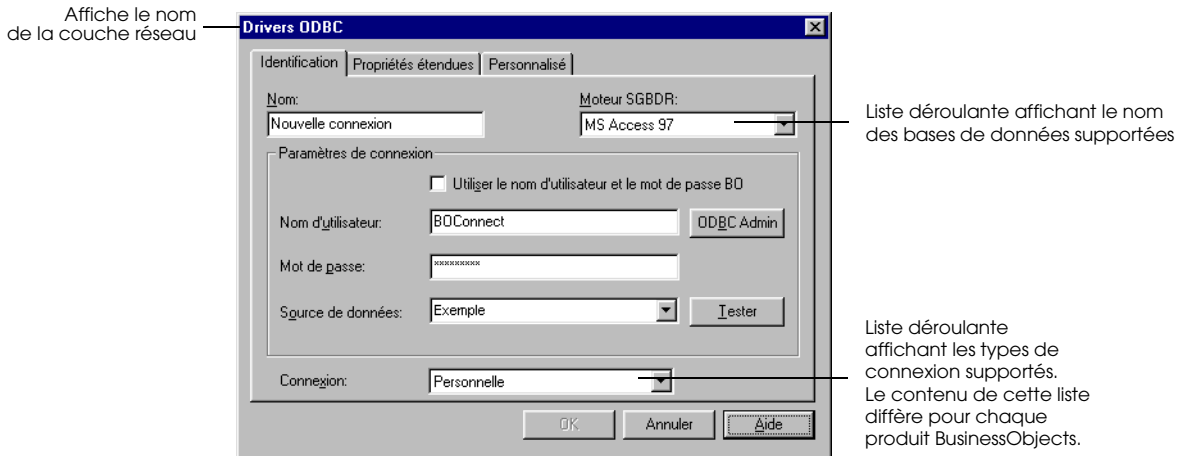 Affiche le nom
de la couche réseau
Drivers ODBC
Identification
Propriétés étendues
Personnalisé
Nom:
Moteur SGBDR:
Nouvelle connexion
MS Access 97
Liste déroulante affichant le nom
des bases de données supportées
Paramètres de connexion
Utiliser le nom d'utilisateur et le mot de passe BO
Nom d'utilisateur:
BOConnect
ODBC Admin
Mot de passe:
*********
Source de données:
Exemple
Tester
Connexion:
Personnelle
Liste déroulante
affichant les types de
connexion supportés.
Le contenu de cette liste
diffère pour chaque
produit BusinessObjects.
OK
Annuler
Aide